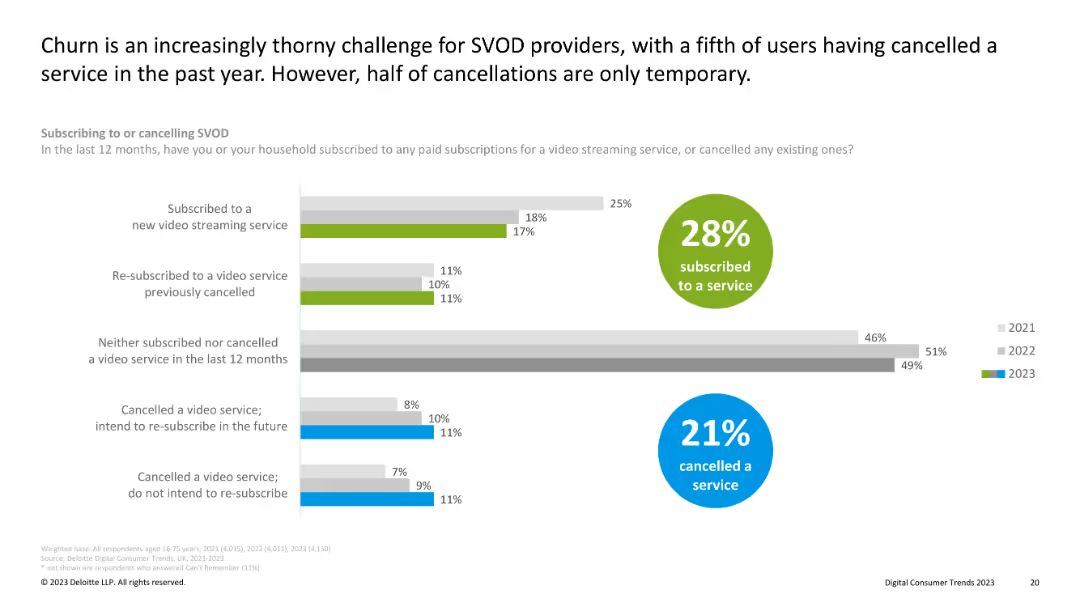 Churn is an increasingly thorny challenge for SVOD providers, with a fifth of users having cancelled a
service in the past year. However, half of cancellations are only temporary.
Subscribing to or cancelling SVOD
In the last 12 months, have you or your household subscribed to any paid subscriptions for a video streaming service, or cancelled any existing ones?
Subscribed to a
new video streaming service
25%
18%
17%
28%
subscribed
to a service
Re-subscribed to a video service
previously cancelled
11%
10%
11%
Neither subscribed nor cancelled
a video service in the last 12 months
46%
51%
49%
2021
2022
2023
Cancelled a video service;
intend to re-subscribe in the future
8%
10%
11%
21%
cancelled a
service
Cancelled a video service;
do not intend to re-subscribe
7%
9%
11%
Weighted base: All respondents aged 16-75 years, 2021 (4,015), 2022 (4,011), 2023 (4,150)
Source: Deloitte Digital Consumer Trends, UK, 2021-2023
* not shown are respondents who answered Can't Remember (11%)
© 2023 Deloitte LLP. All rights reserved.
Digital Consumer Trends 2023
20